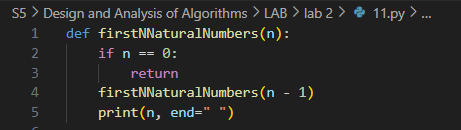 S5 > Design and Analysis of Algorithms > LAB > lab 2 > 11.py > ...
1 def firstNNaturalNumbers(n):
2     if n == 0:
3         return
4     firstNNaturalNumbers(n - 1)
5     print(n, end=" ")